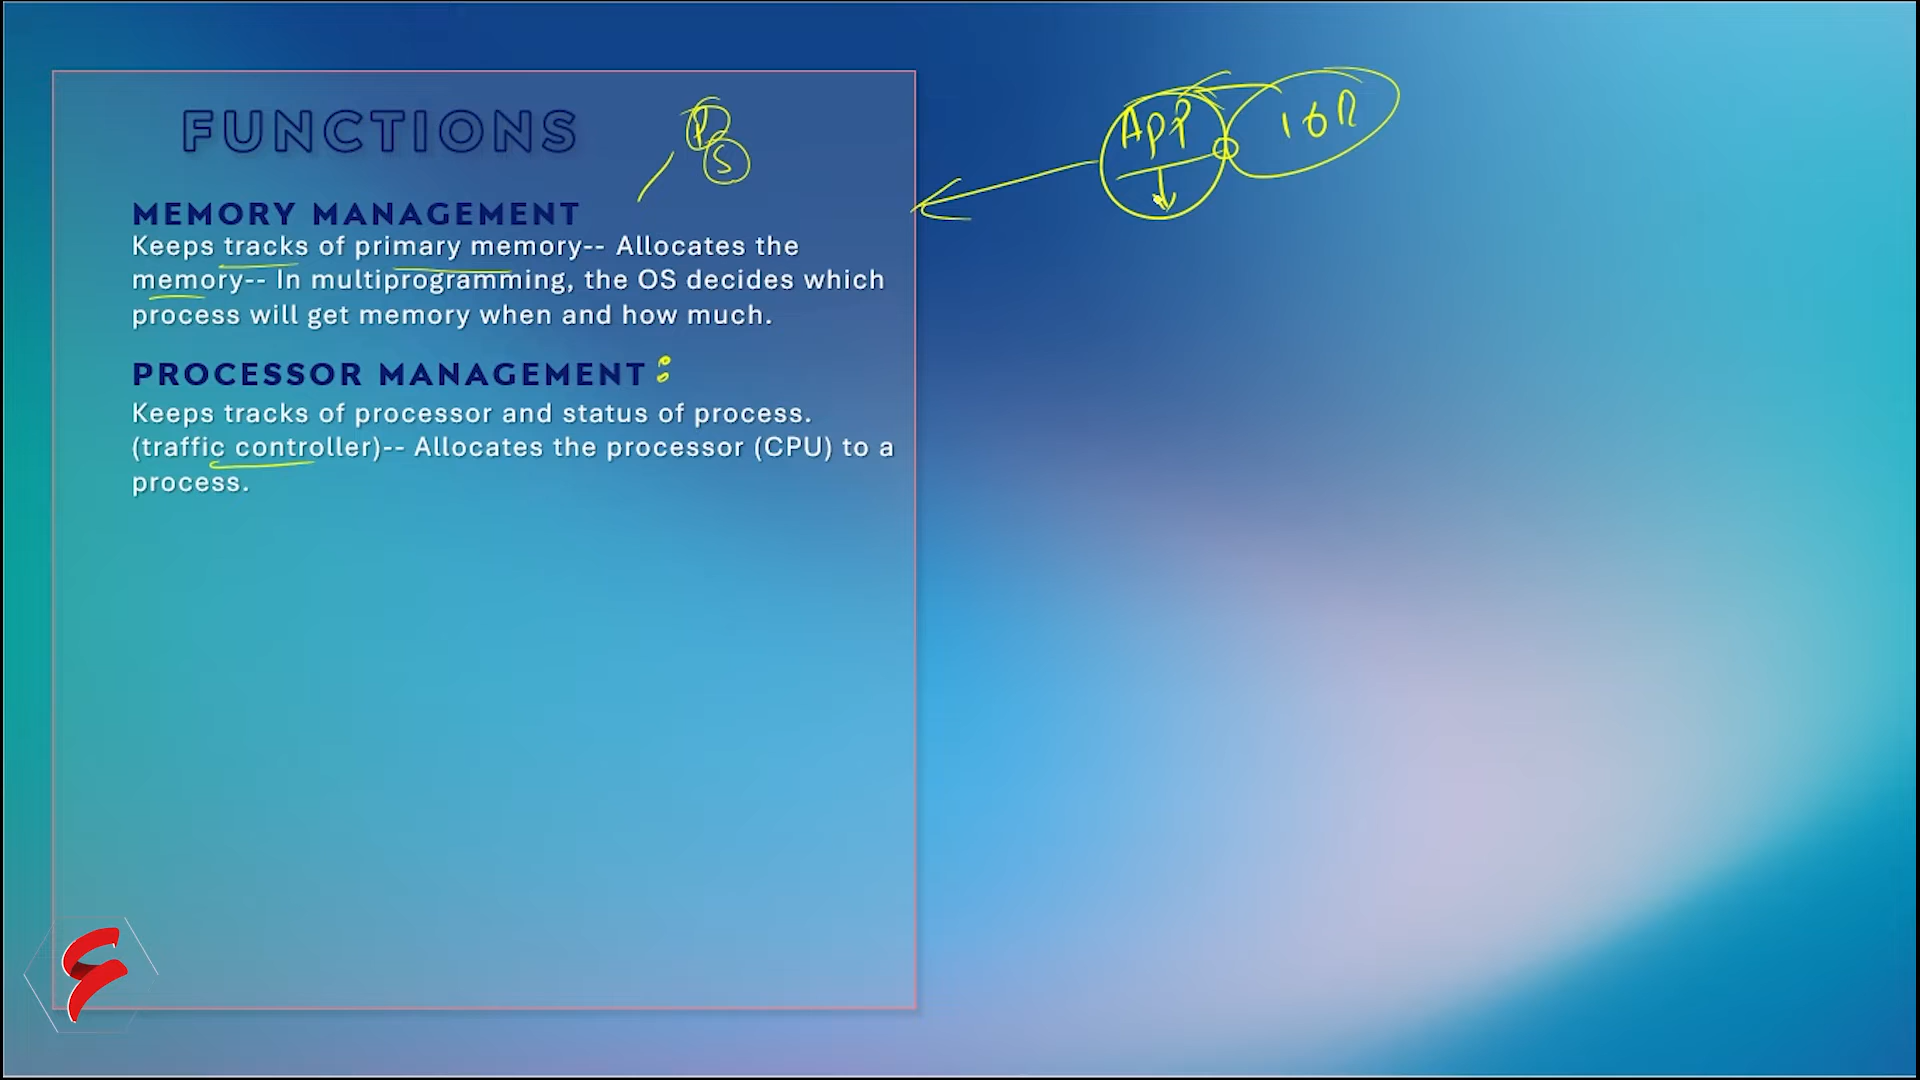 FUNCTIONS
P
S
APP
MEMORY MANAGEMENT
Keeps tracks of primary memory-- Allocates the
memory-- In multiprogramming, the OS decides which
process will get memory when and how much.
PROCESSOR MANAGEMENT :
Keeps tracks of processor and status of process.
(traffic controller)-- Allocates the processor (CPU) to a
process.